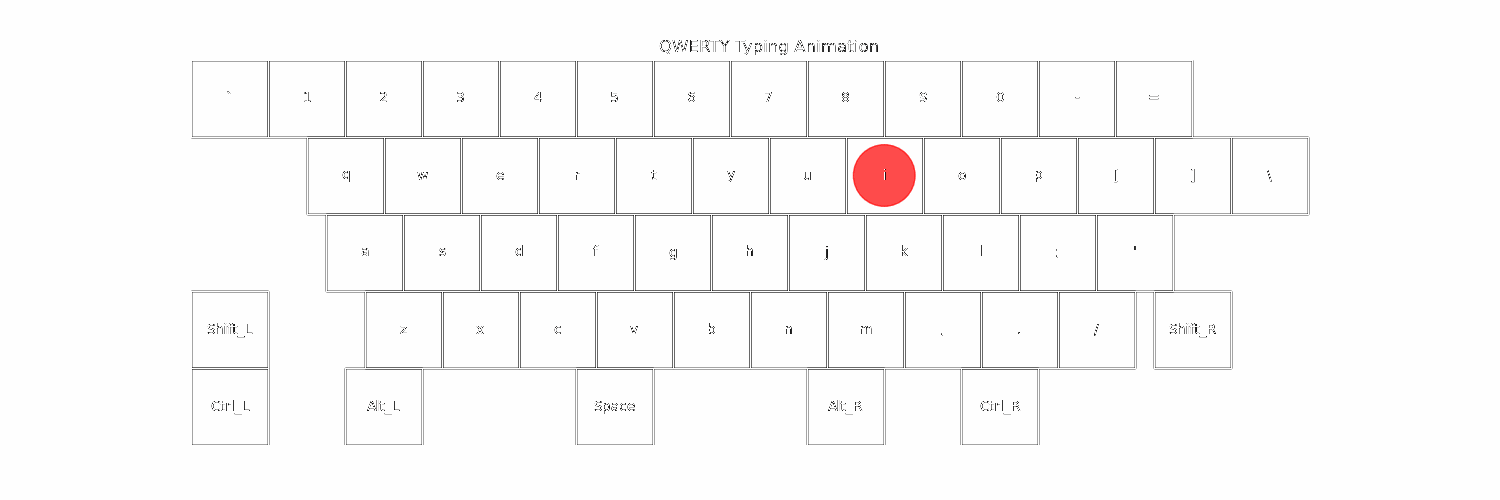 QWERTY Typing Animation
` 1 2 3 4 5 6 7 8 9 0 - =
q w e r t y u i o p [ ] \
a s d f g h j k l ; '
Shift_L z x c v b n m , . / Shift_R
Ctrl_L Alt_L Space Alt_R Ctrl_R